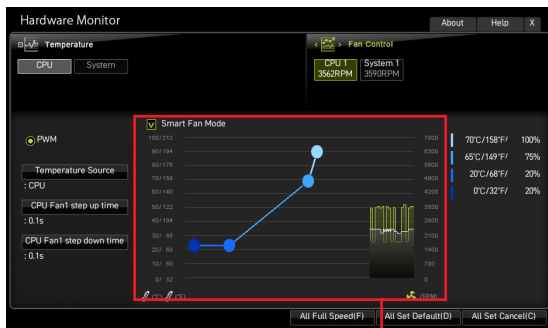 Hardware Monitor
About Help X
Temperature
Fan Control
CPU System
CPU 1 System 1
3562RPM 3590RPM
Smart Fan Mode
PWM
Temperature Source
: CPU
CPU Fan1 step up time
: 0.1s
CPU Fan1 step down time
: 0.1s
100/212 7000
90/194 6300
80/176 5600
70/158 4900
60/140 4200
50/122 3500
40/104 2800
30/ 86 2100
20/ 68 1400
10/ 50 700
0/ 32 0
(°C) (°F) (RPM)
70°C/158°F/ 100%
65°C/149°F/ 75%
20°C/68°F/ 20%
0°C/32°F/ 20%
All Full Speed(F) All Set Default(D) All Set Cancel(C)